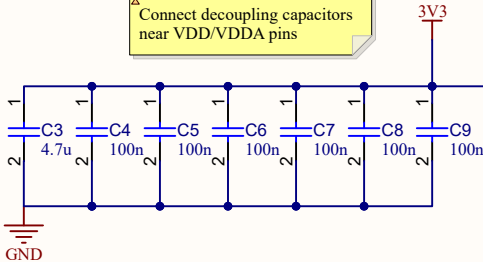 Connect decoupling capacitors
near VDD/VDDA pins
3V3
1 1 1 1 1 1 1
C3 C4 C5 C6 C7 C8 C9
4.7u 100n 100n 100n 100n 100n 100n
2 2 2 2 2 2 2
GND